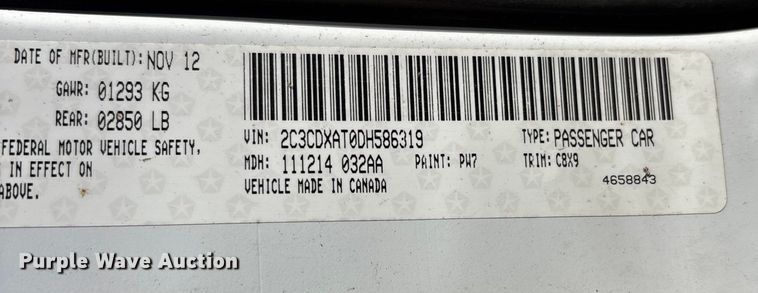 DATE OF MFR(BUILT): NOV 12
GAWR: 01293 KG
REAR: 02850 LB
FEDERAL MOTOR VEHICLE SAFETY,
IN EFFECT ON
ABOVE.
VIN: 2C3CDXAT0DH586319 TYPE: PASSENGER CAR
MDH: 111214 032AA PAINT: PW7 TRIM: C8X9
VEHICLE MADE IN CANADA
4658843
Purple Wave Auction